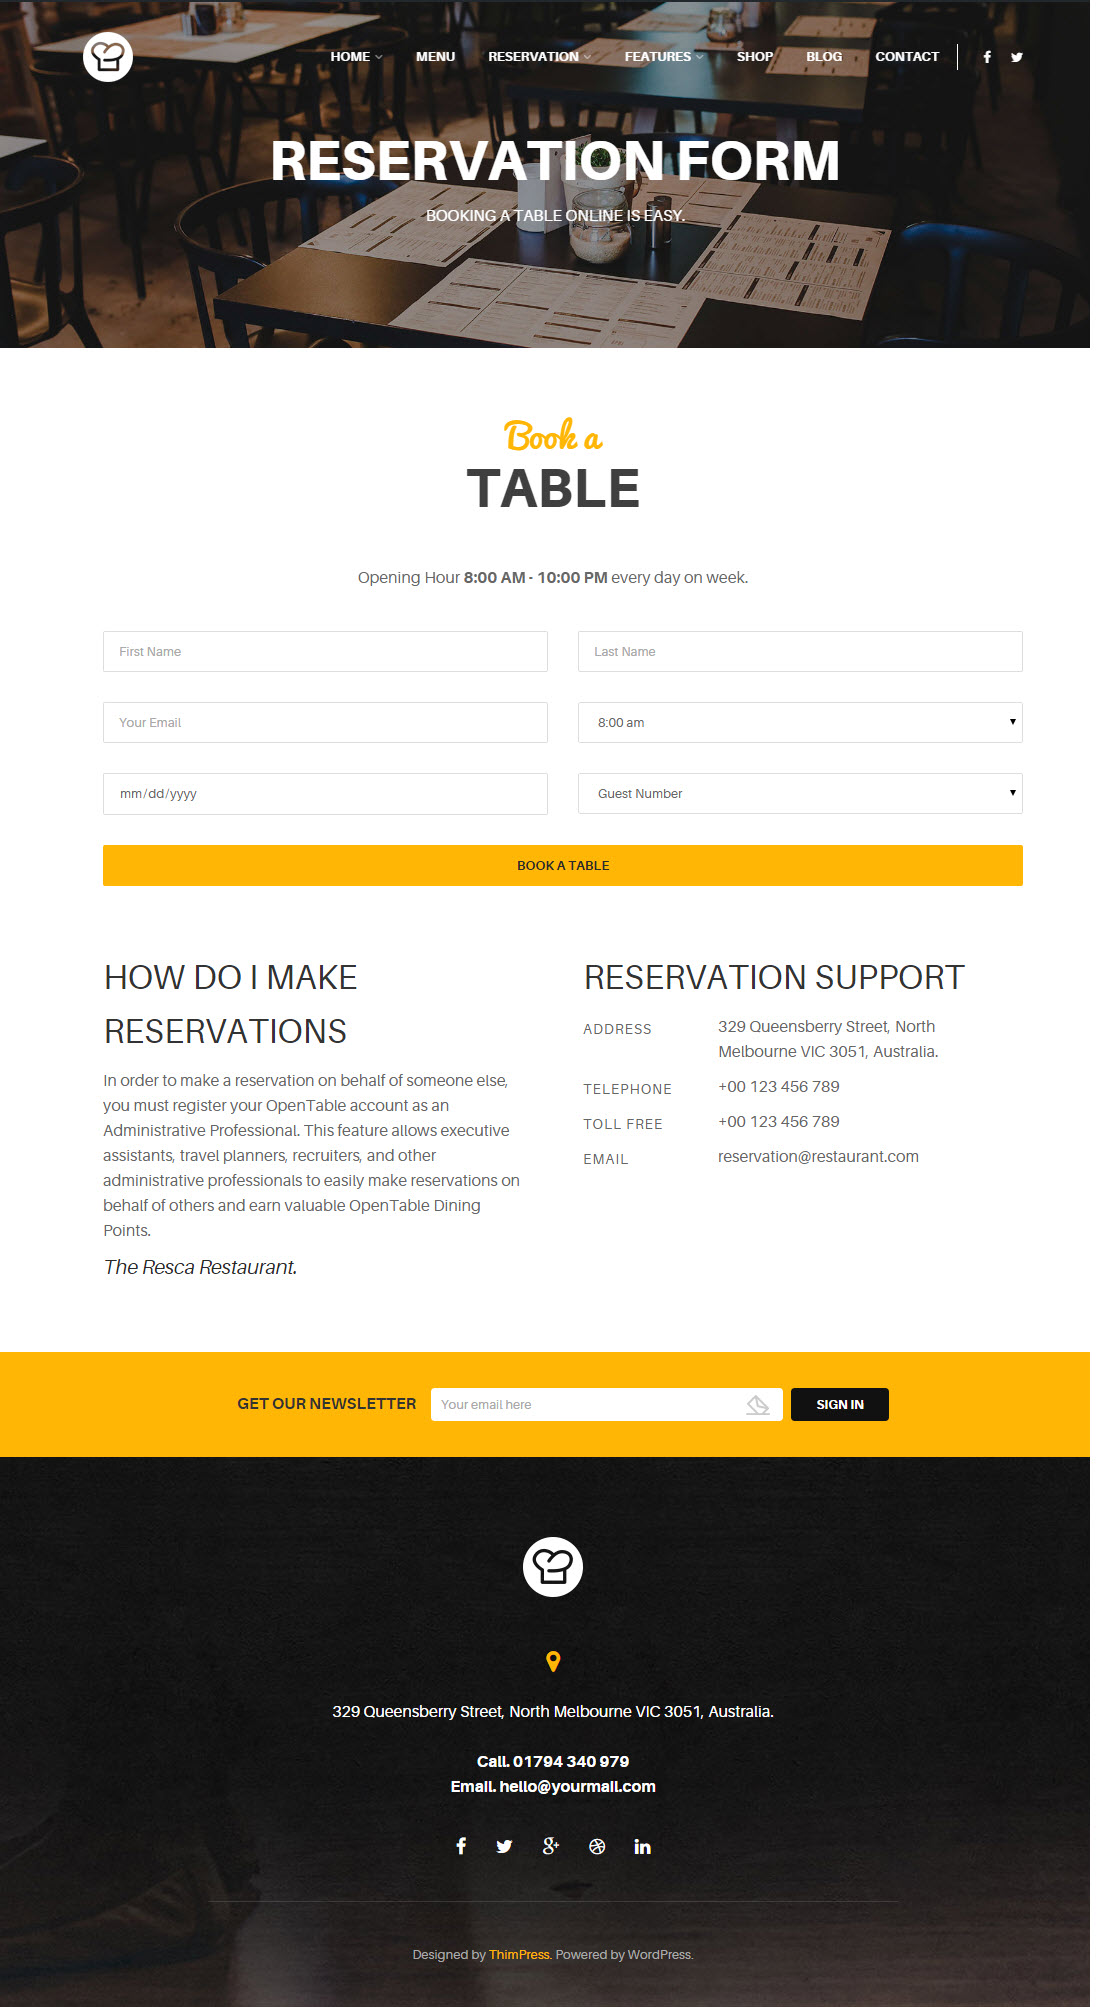 HOME MENU RESERVATION FEATURES SHOP BLOG CONTACT
RESERVATION FORM
BOOKING A TABLE ONLINE IS EASY.
Book a
TABLE
Opening Hour 8:00 AM - 10:00 PM every day on week.
First Name
Last Name
Your Email
8:00 am
mm/dd/yyyy
Guest Number
BOOK A TABLE
HOW DO I MAKE
RESERVATIONS
In order to make a reservation on behalf of someone else,
you must register your OpenTable account as an
Administrative Professional. This feature allows executive
assistants, travel planners, recruiters, and other
administrative professionals to easily make reservations on
behalf of others and earn valuable OpenTable Dining
Points.
The Resca Restaurant.
RESERVATION SUPPORT
ADDRESS 329 Queensberry Street, North
Melbourne VIC 3051, Australia.
TELEPHONE +00 123 456 789
TOLL FREE +00 123 456 789
EMAIL reservation@restaurant.com
GET OUR NEWSLETTER Your email here SIGN IN
329 Queensberry Street, North Melbourne VIC 3051, Australia.
Call. 01794 340 979
Email. hello@yourmail.com
Designed by ThimPress. Powered by WordPress.